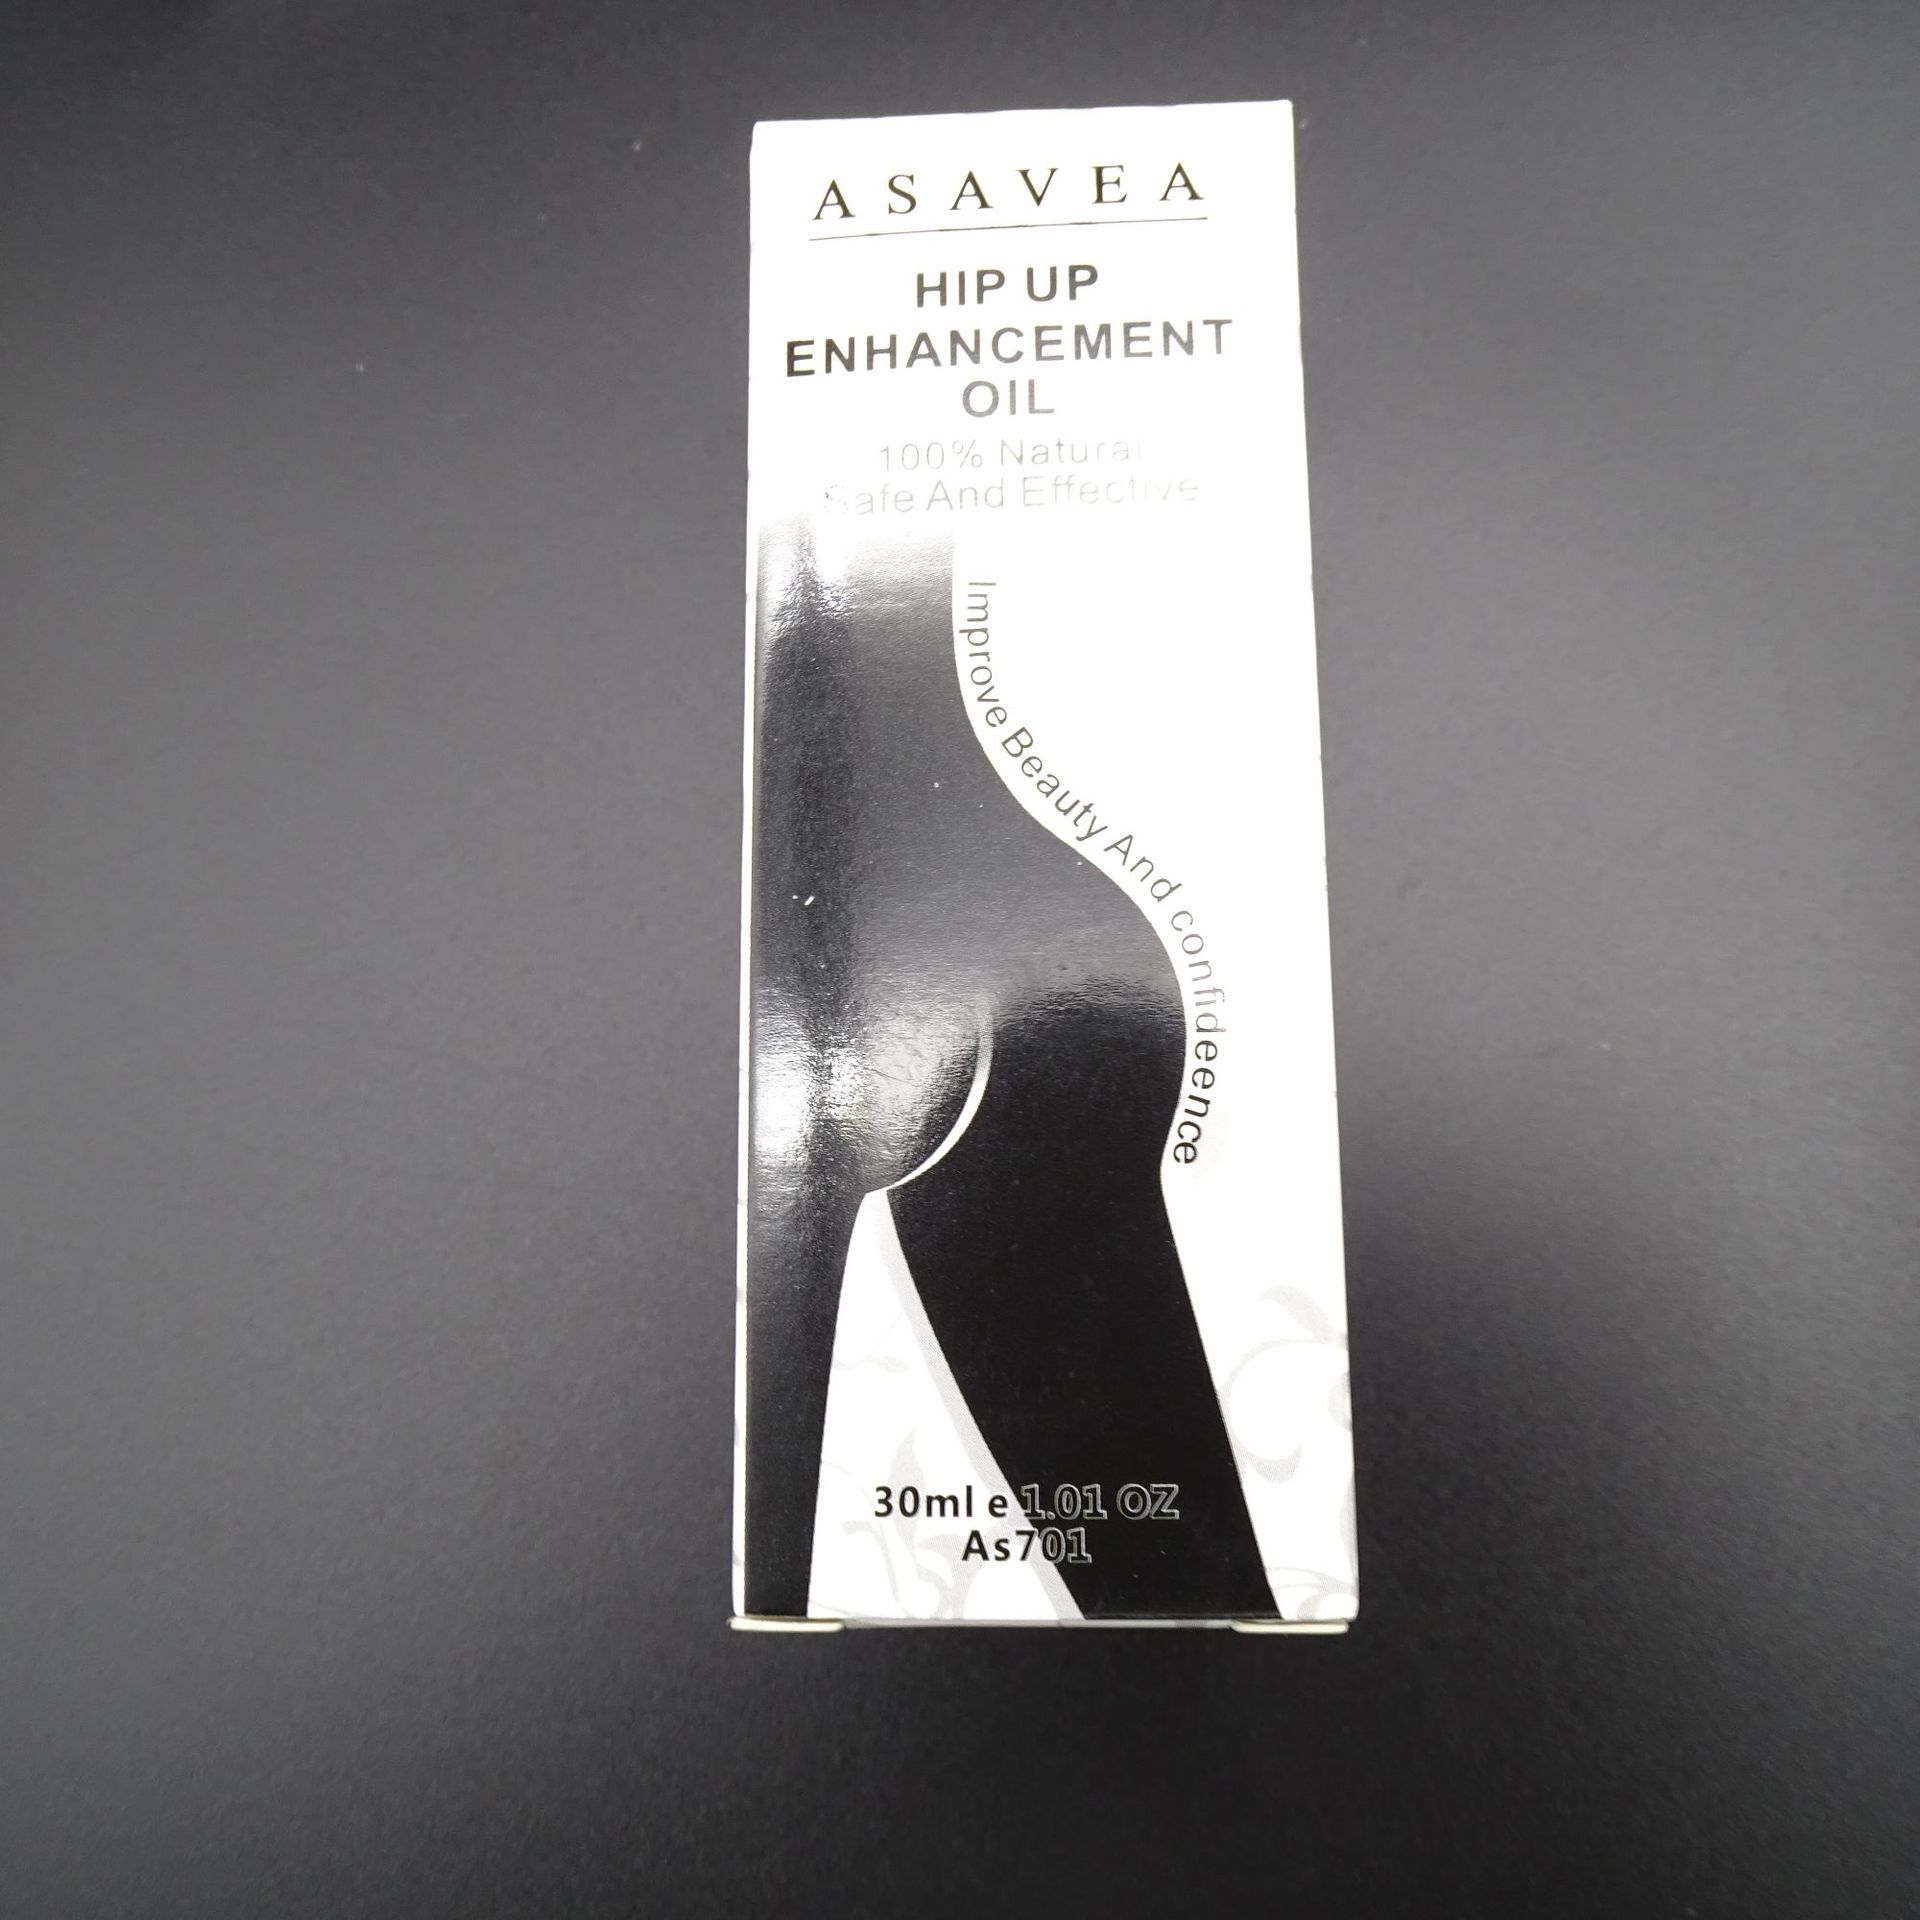 ASAVEA
HIP UP
ENHANCEMENT
OIL
100% Natural
Safe And Effective
Improve Beauty And confideence
30ml e 1.01 OZ
As701